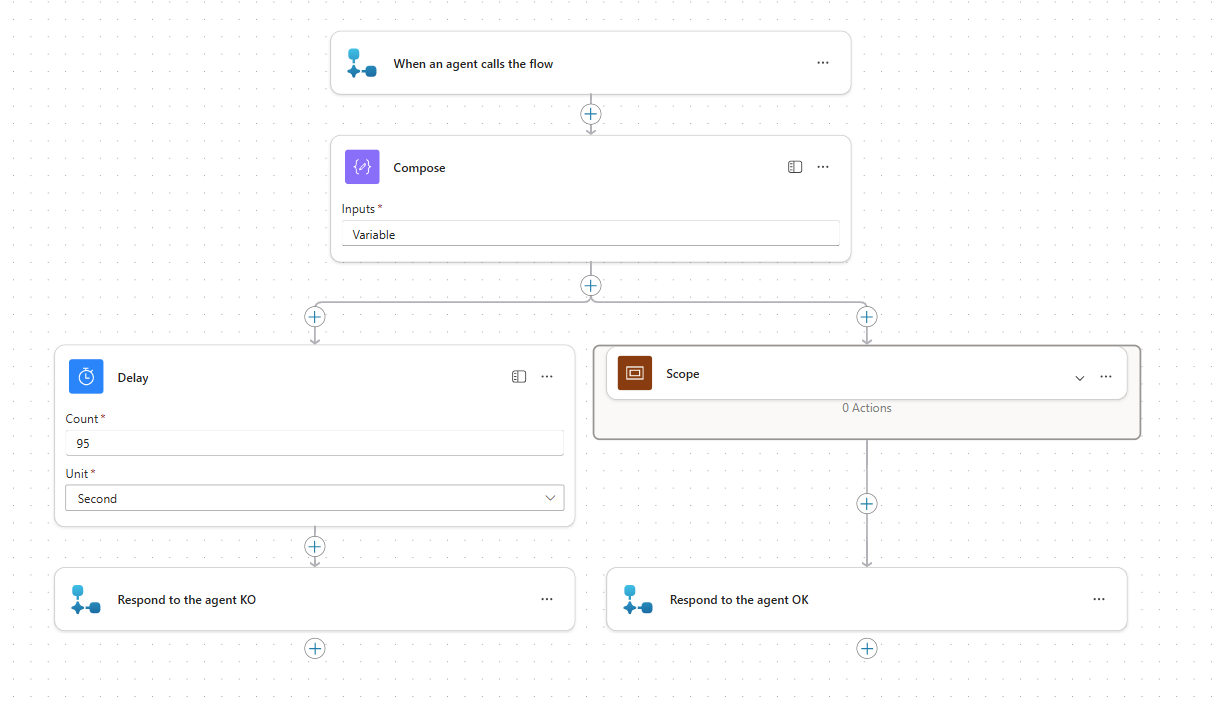 When an agent calls the flow
Compose
Inputs *
Variable
Delay
Count *
95
Unit *
Second
Scope
0 Actions
Respond to the agent KO
Respond to the agent OK